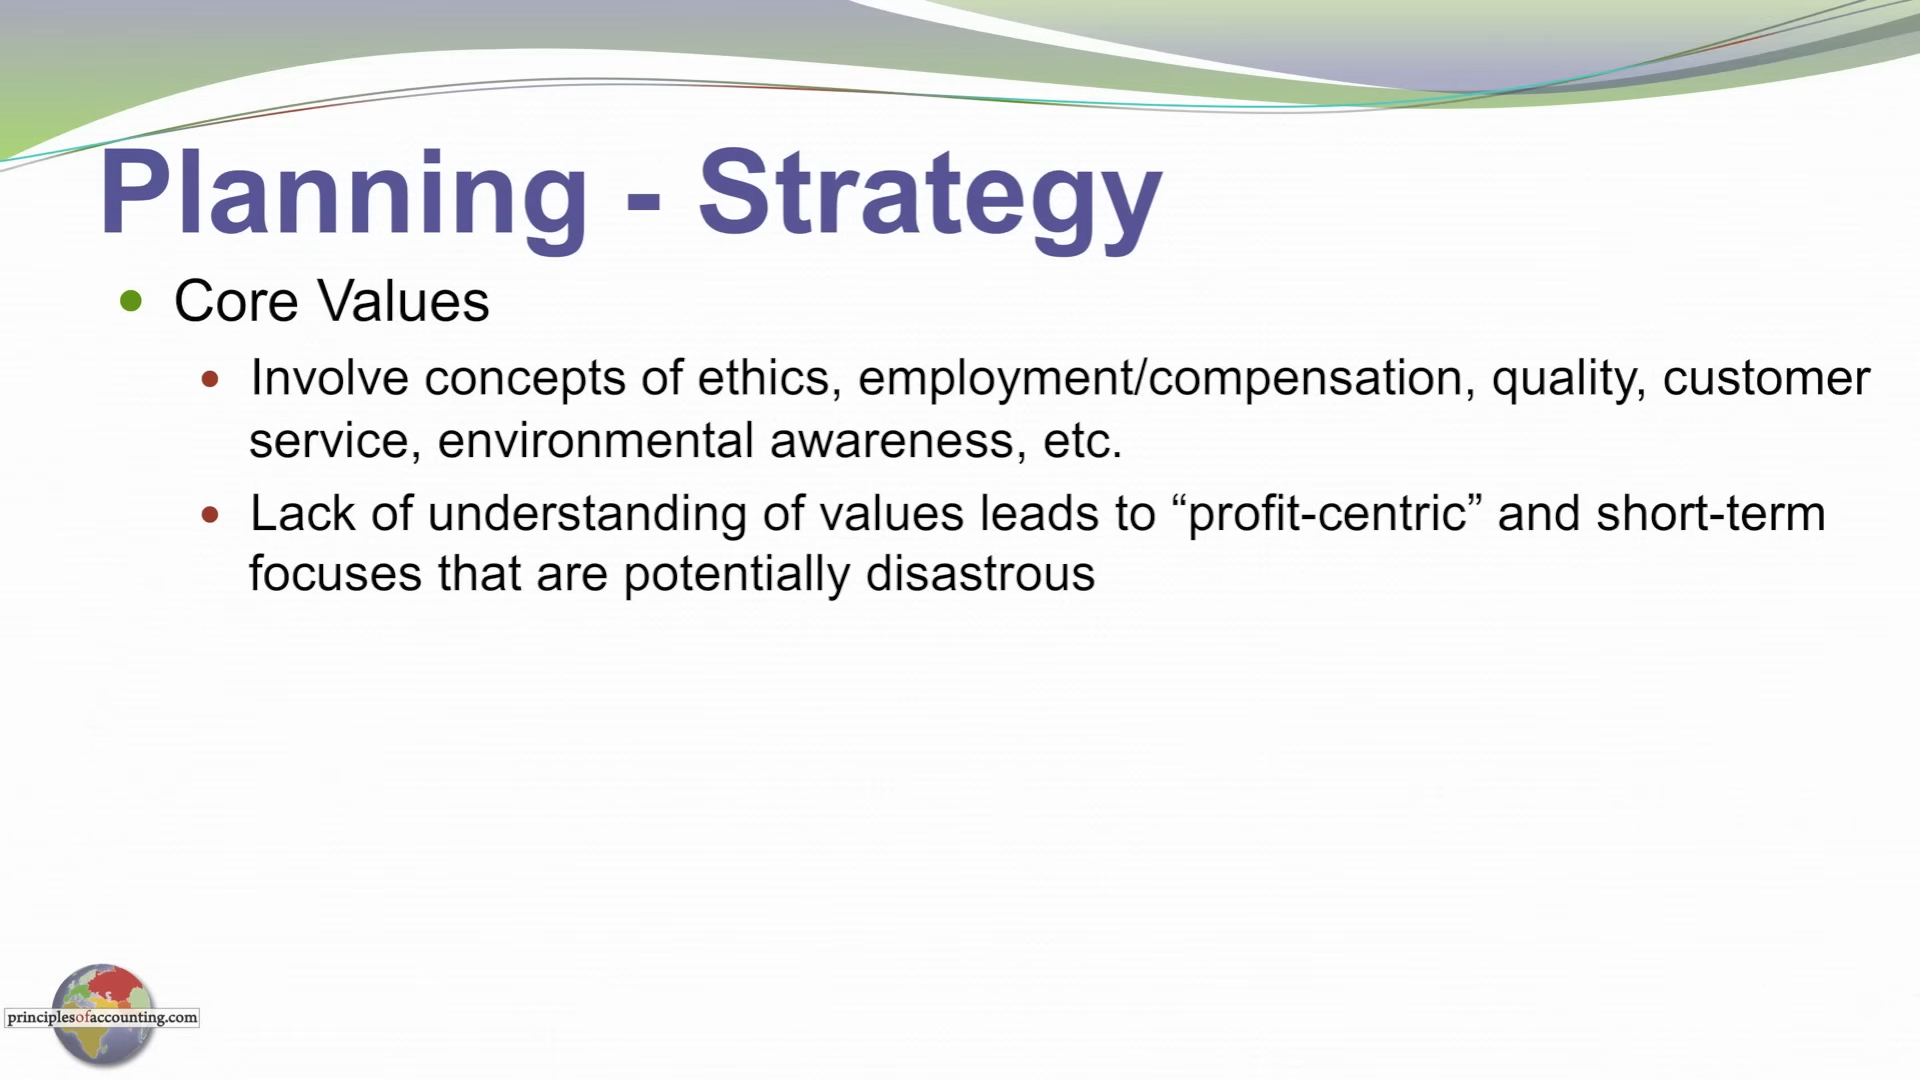 Planning - Strategy
Core Values
Involve concepts of ethics, employment/compensation, quality, customer
service, environmental awareness, etc.
Lack of understanding of values leads to “profit-centric” and short-term
focuses that are potentially disastrous
principlesofaccounting.com